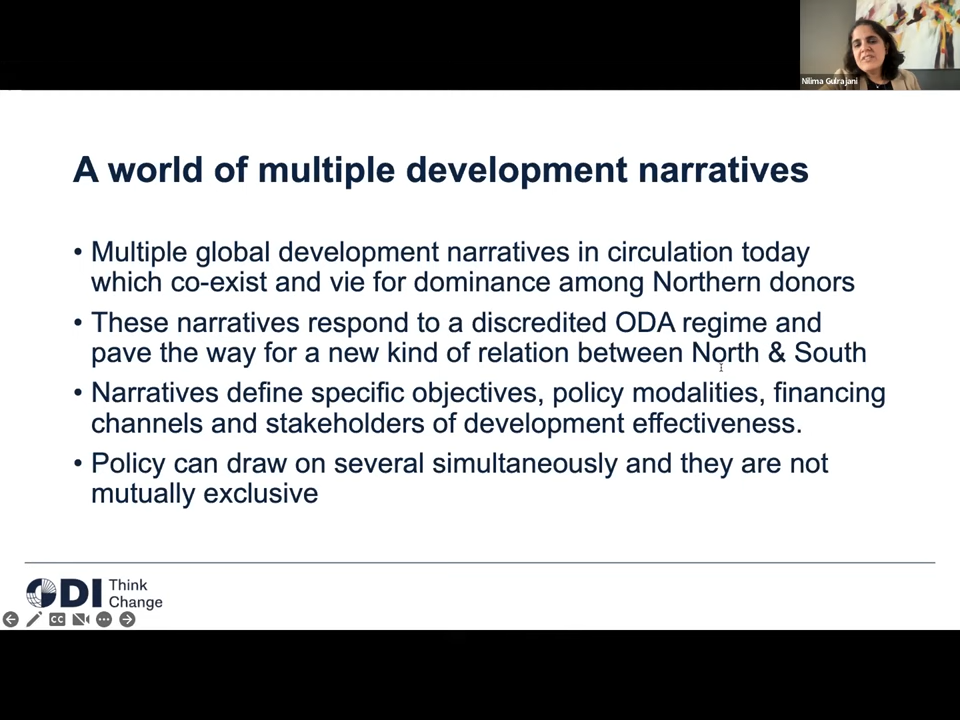 Nilima Gulrajani
A world of multiple development narratives
• Multiple global development narratives in circulation today
which co-exist and vie for dominance among Northern donors
• These narratives respond to a discredited ODA regime and
pave the way for a new kind of relation between North & South
• Narratives define specific objectives, policy modalities, financing
channels and stakeholders of development effectiveness.
• Policy can draw on several simultaneously and they are not
mutually exclusive
ODI Think
Change
CC